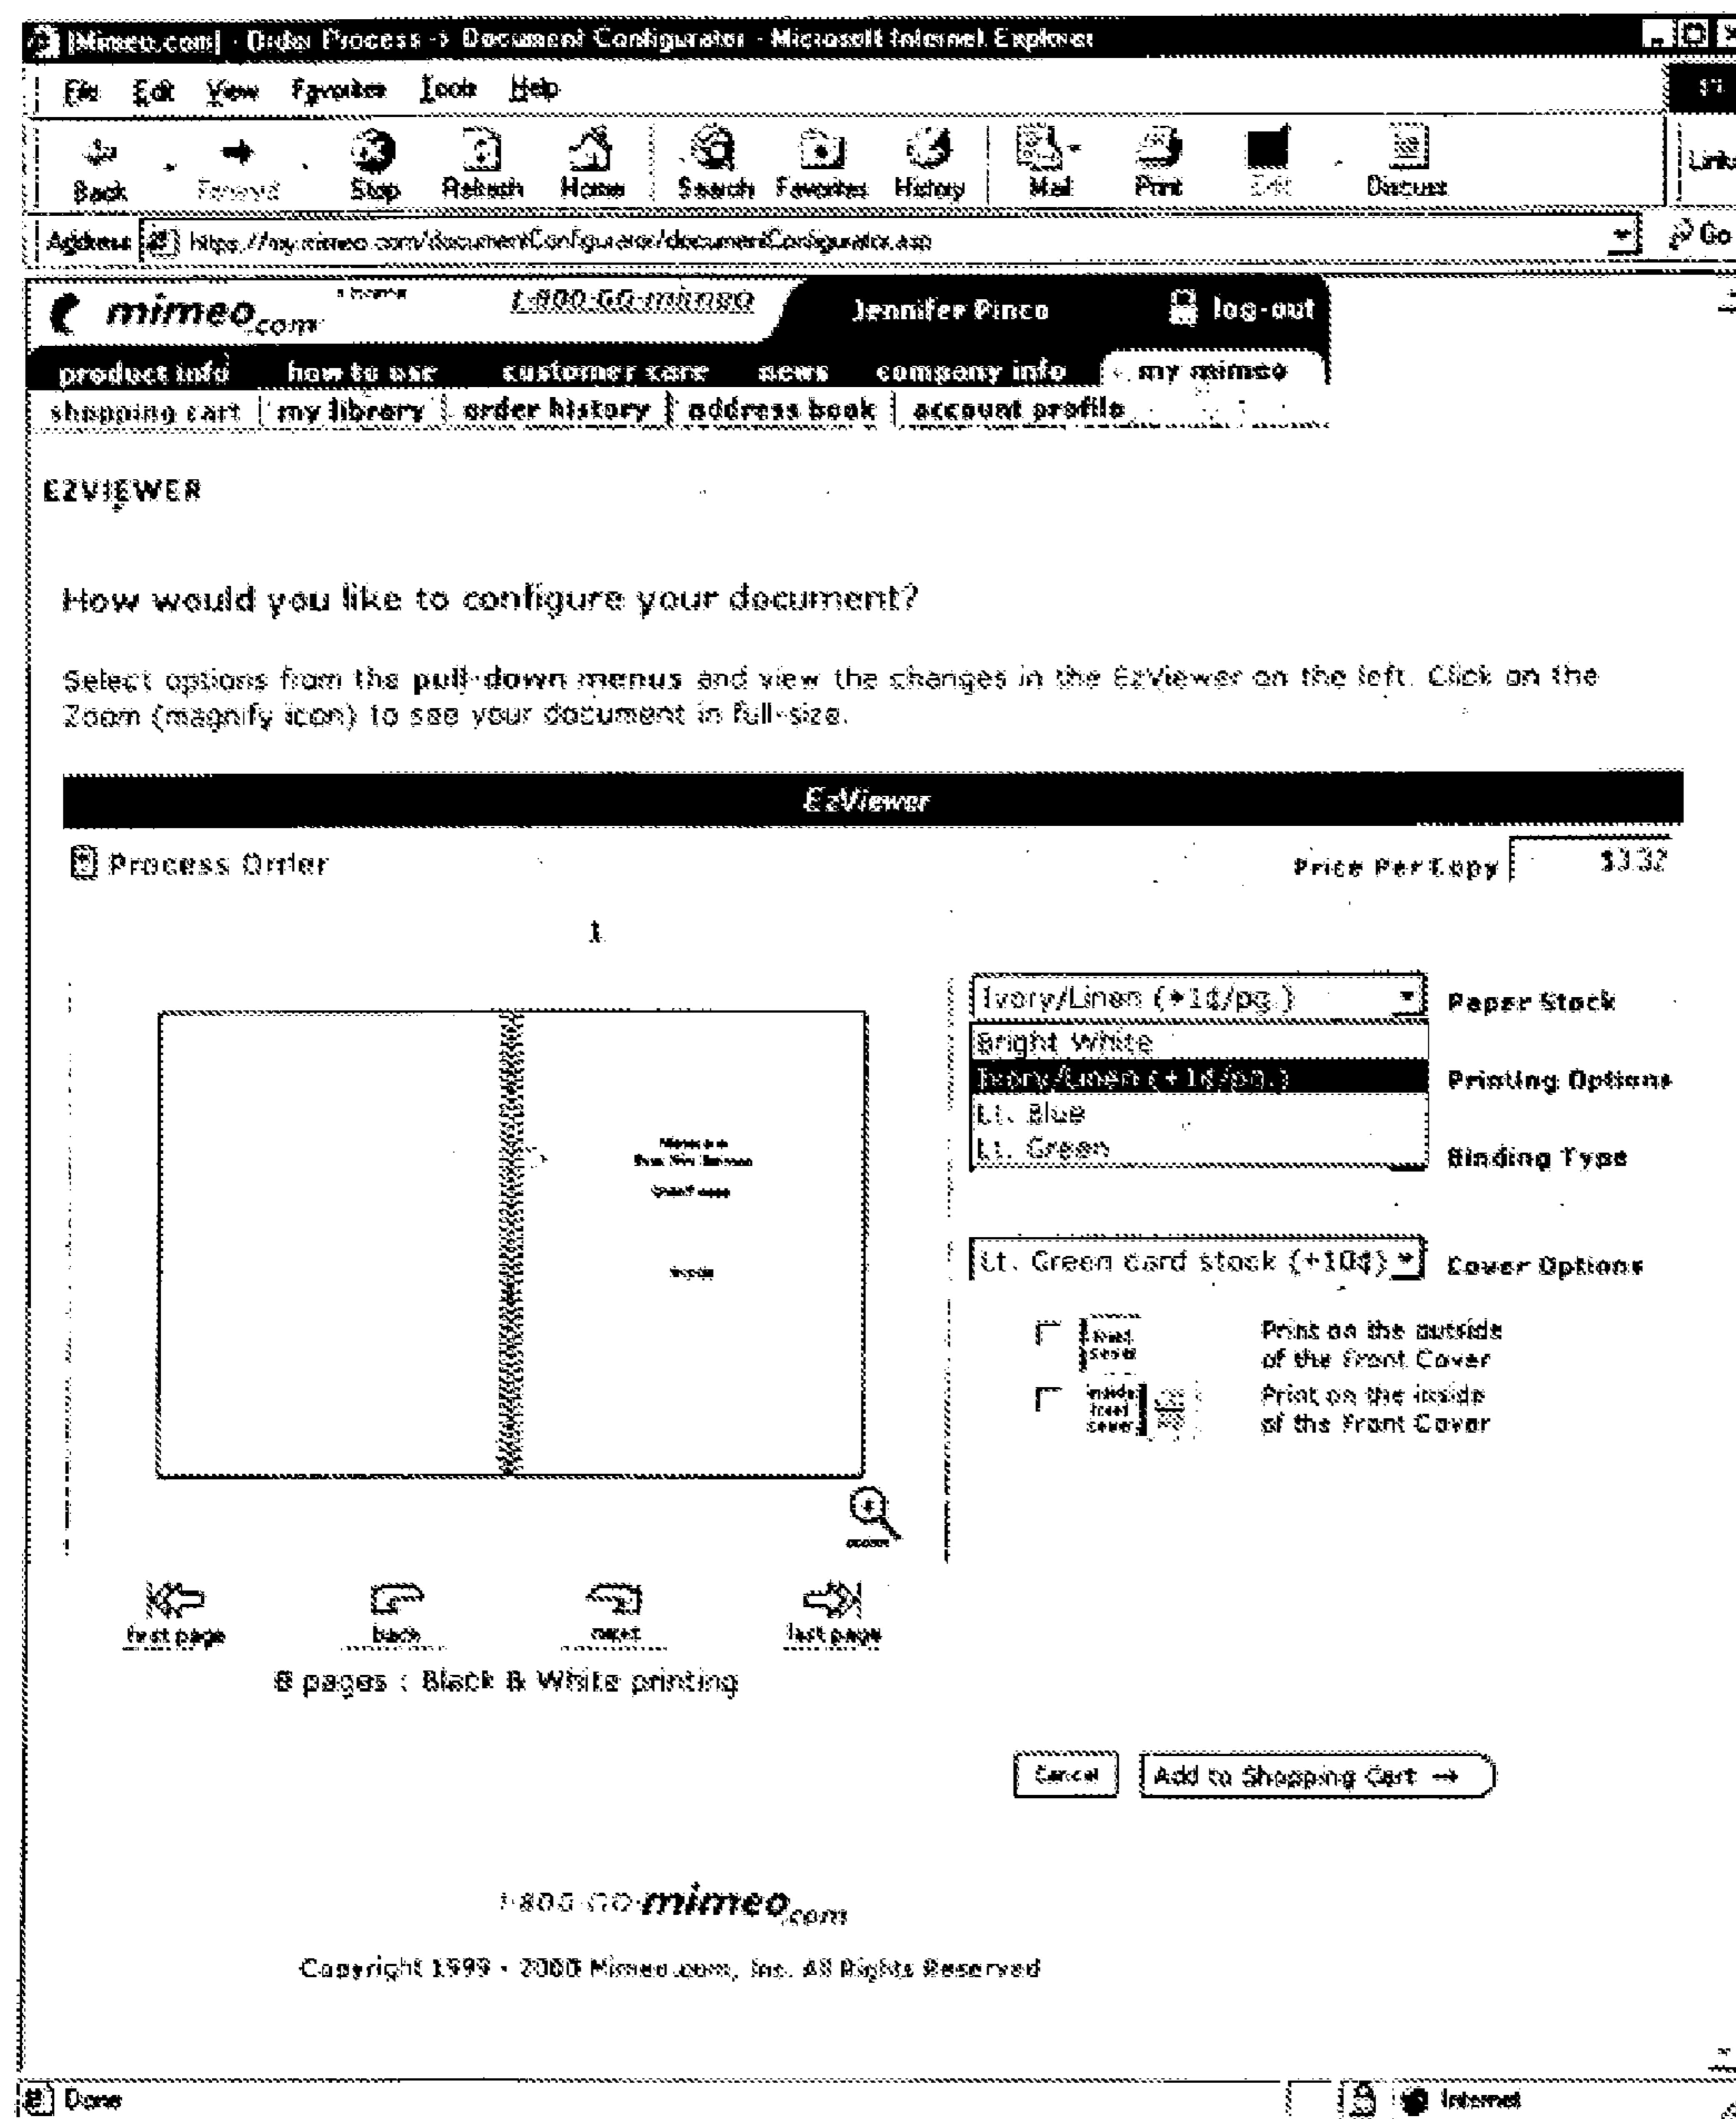 [Mimeo.com] - Order Process -> Document Configurator - Microsoft Internet Explorer
File Edit View Favorites Tools Help
Back Forward Stop Refresh Home Search Favorites History Mail Print Edit Discuss Links
Address https://my.mimeo.com/documentConfigurator/documentConfigurator.asp Go
mimeo.com home 1-800-GO-mimeo Jennifer Pinco log-out
product info how to use customer care news company info my mimeo
shopping cart my library order history address book account profile
EZVIEWER
How would you like to configure your document?
Select options from the pull-down menus and view the changes in the EzViewer on the left. Click on the
Zoom (magnify icon) to see your document in full-size.
EzViewer
Process Order Price Per Copy $3.32
1
Ivory/Linen (+1¢/pg.) Paper Stock
Bright White
Ivory/Linen (+1¢/pg.) Printing Options
Lt. Blue
Lt. Green Binding Type
Lt. Green card stock (+10¢) Cover Options
front cover Print on the outside
of the Front Cover
inside front cover Print on the inside
of the Front Cover
zoom
first page back next last page
8 pages : Black & White printing
Cancel Add to Shopping Cart →
1-800-GO-mimeo.com
Copyright 1999 - 2000 Mimeo.com, Inc. All Rights Reserved
Done Internet